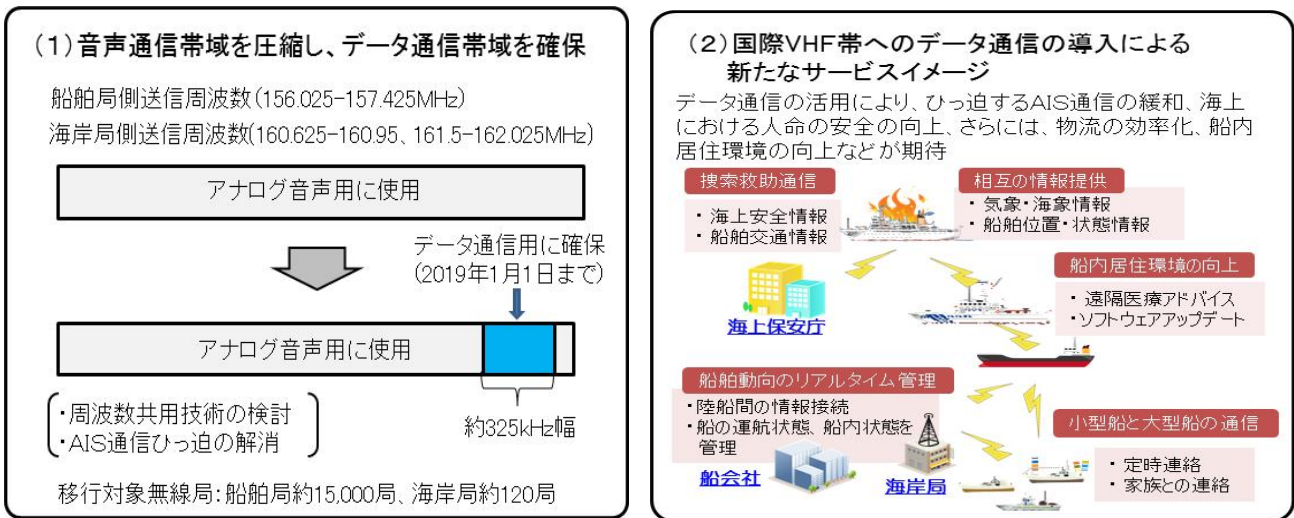 (1)音声通信帯域を圧縮し、データ通信帯域を確保
船舶局側送信周波数(156.025-157.425MHz)
海岸局側送信周波数(160.625-160.95、161.5-162.025MHz)
アナログ音声用に使用
データ通信用に確保
(2019年1月1日まで)
アナログ音声用に使用
・周波数共用技術の検討
・AIS通信ひっ迫の解消
約325kHz幅
移行対象無線局:船舶局約15,000局、海岸局約120局
(2)国際VHF帯へのデータ通信の導入による
新たなサービスイメージ
データ通信の活用により、ひっ迫するAIS通信の緩和、海上
における人命の安全の向上、さらには、物流の効率化、船内
居住環境の向上などが期待
捜索救助通信
・海上安全情報
・船舶交通情報
相互の情報提供
・気象・海象情報
・船舶位置・状態情報
海上保安庁
船内居住環境の向上
・遠隔医療アドバイス
・ソフトウェアアップデート
船舶動向のリアルタイム管理
・陸船間の情報接続
・船の運航状態、船内状態を
管理
船会社
海岸局
小型船と大型船の通信
・定時連絡
・家族との連絡